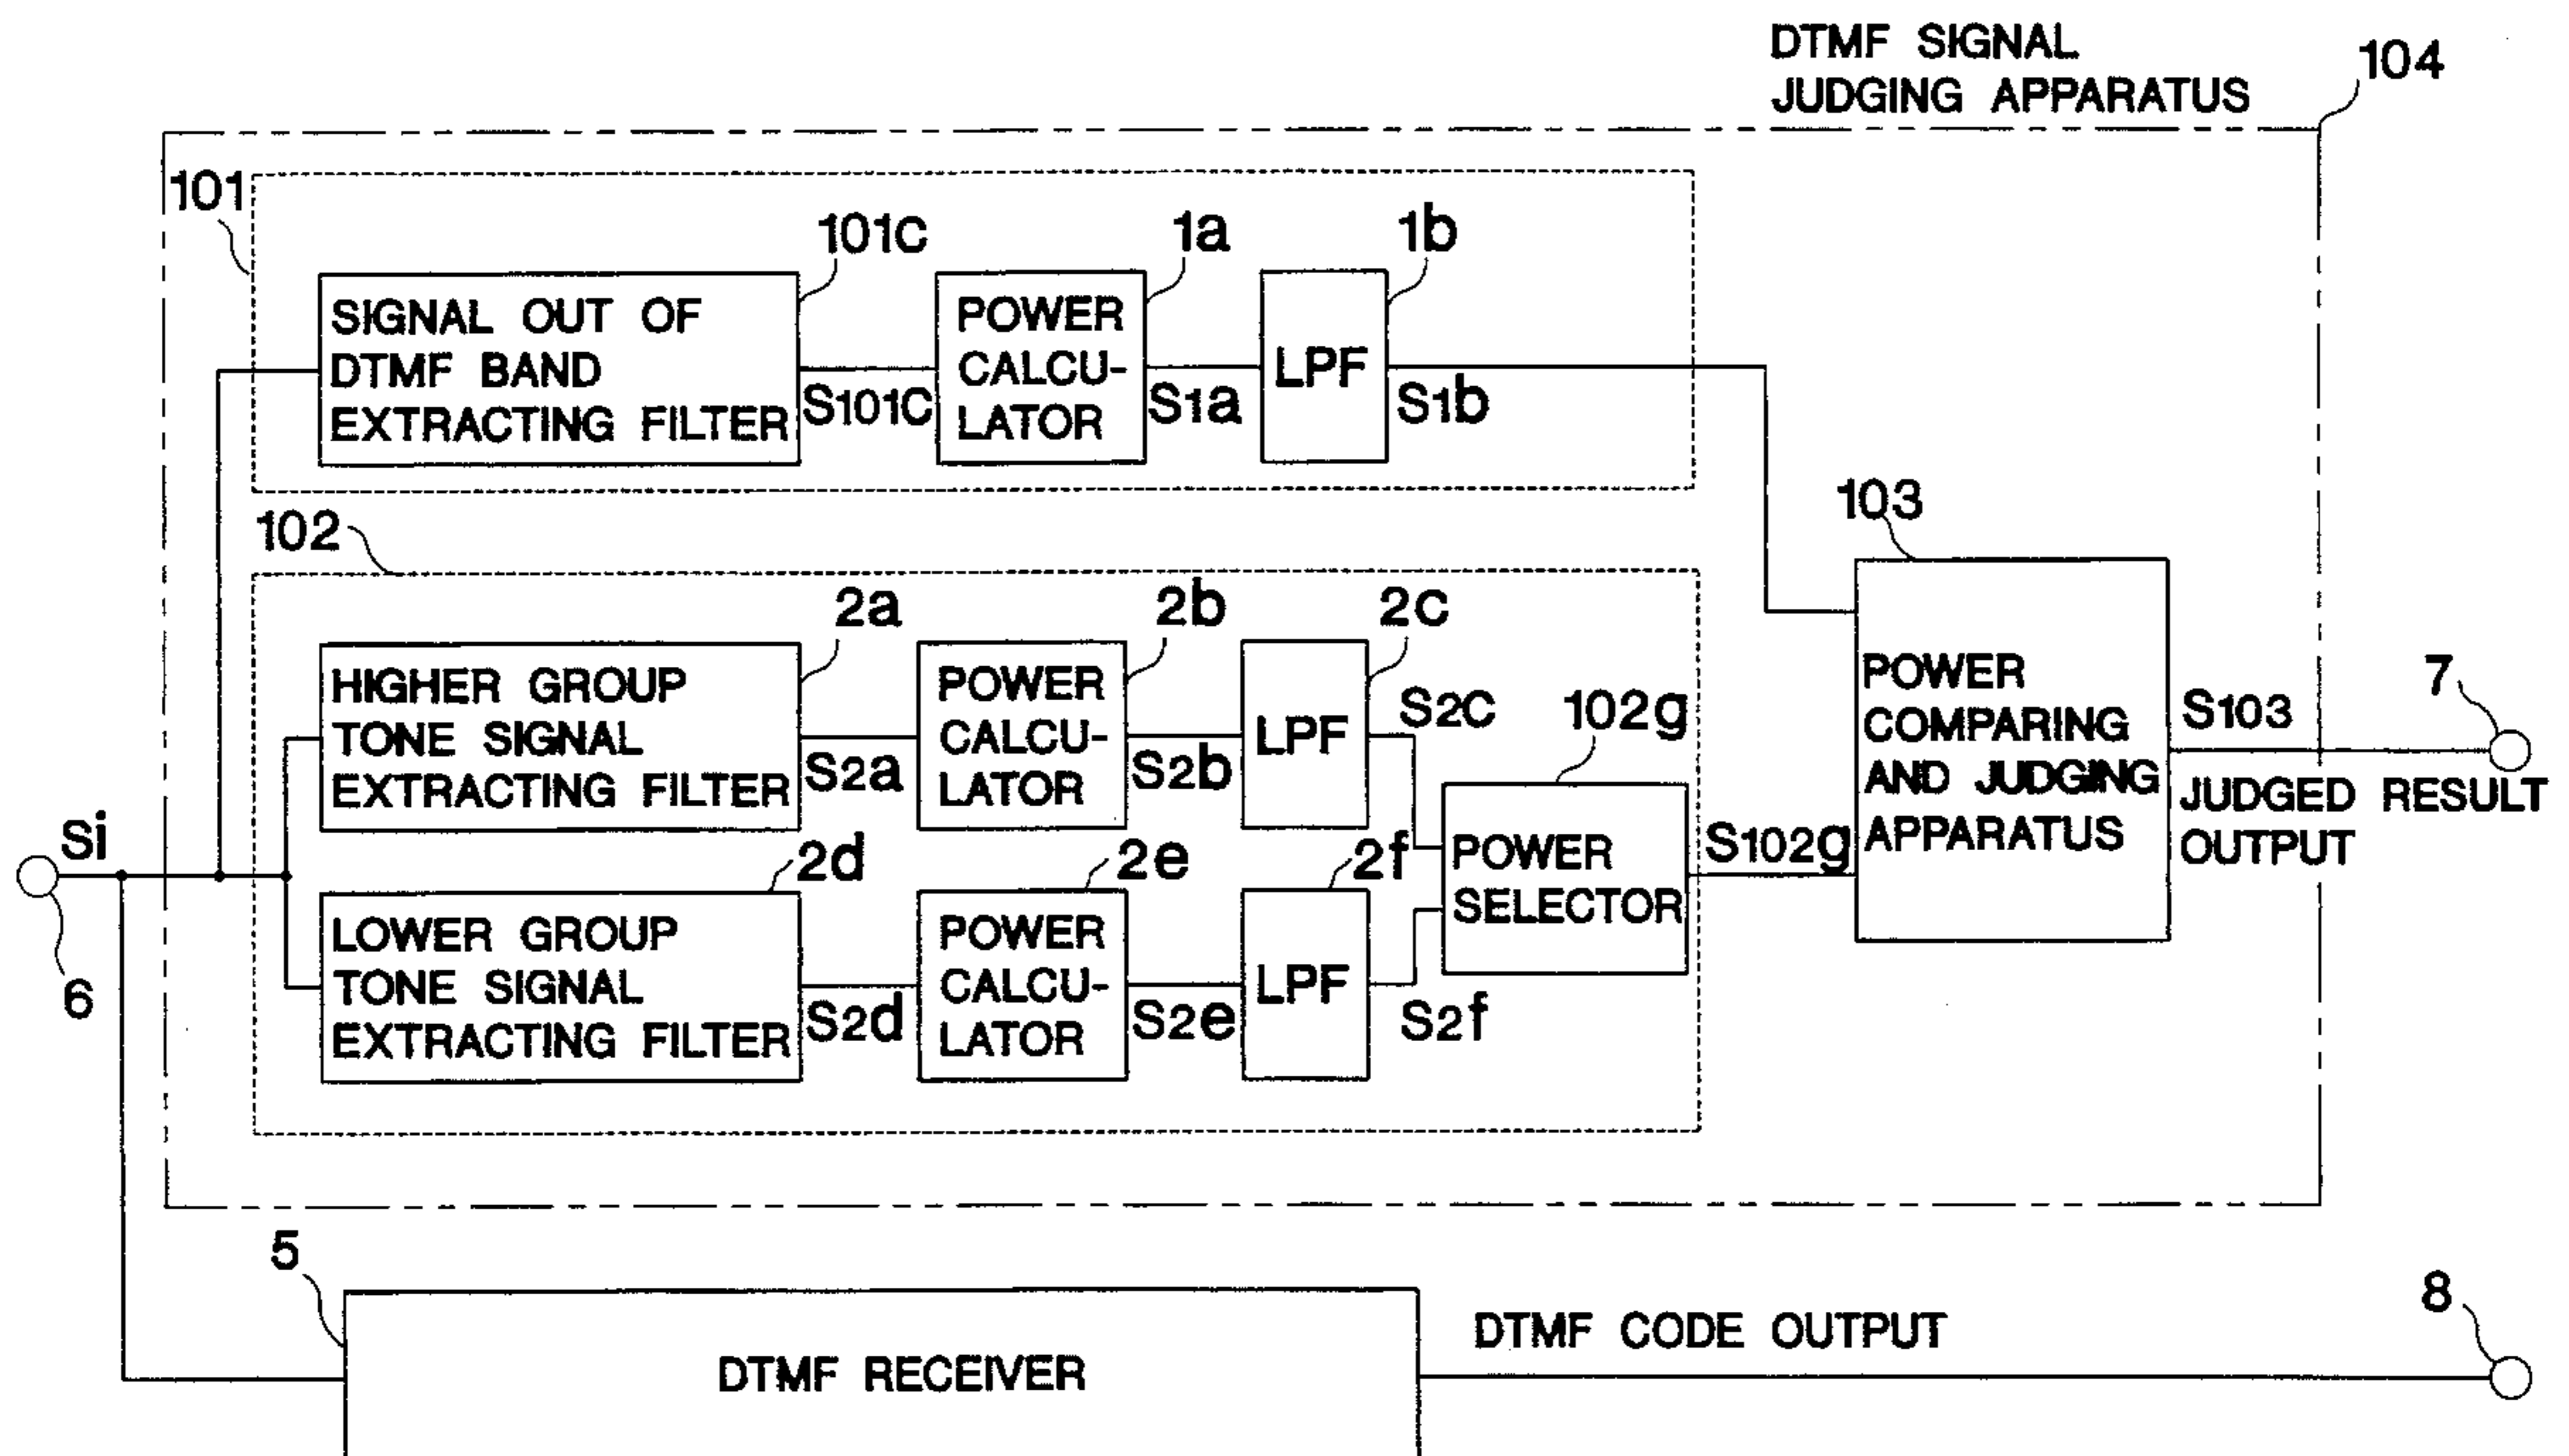 DTMF SIGNAL
JUDGING APPARATUS
104
101
101c
1a
1b
SIGNAL OUT OF
DTMF BAND
EXTRACTING FILTER
S101C
POWER
CALCU-
LATOR
S1a
LPF
S1b
102
103
2a
2b
2c
HIGHER GROUP
TONE SIGNAL
EXTRACTING FILTER
S2a
POWER
CALCU-
LATOR
S2b
LPF
S2c
102g
POWER
SELECTOR
S102g
POWER
COMPARING
AND JUDGING
APPARATUS
S103
JUDGED RESULT
OUTPUT
7
Si
6
2d
2e
2f
LOWER GROUP
TONE SIGNAL
EXTRACTING FILTER
S2d
POWER
CALCU-
LATOR
S2e
LPF
S2f
5
DTMF RECEIVER
DTMF CODE OUTPUT
8